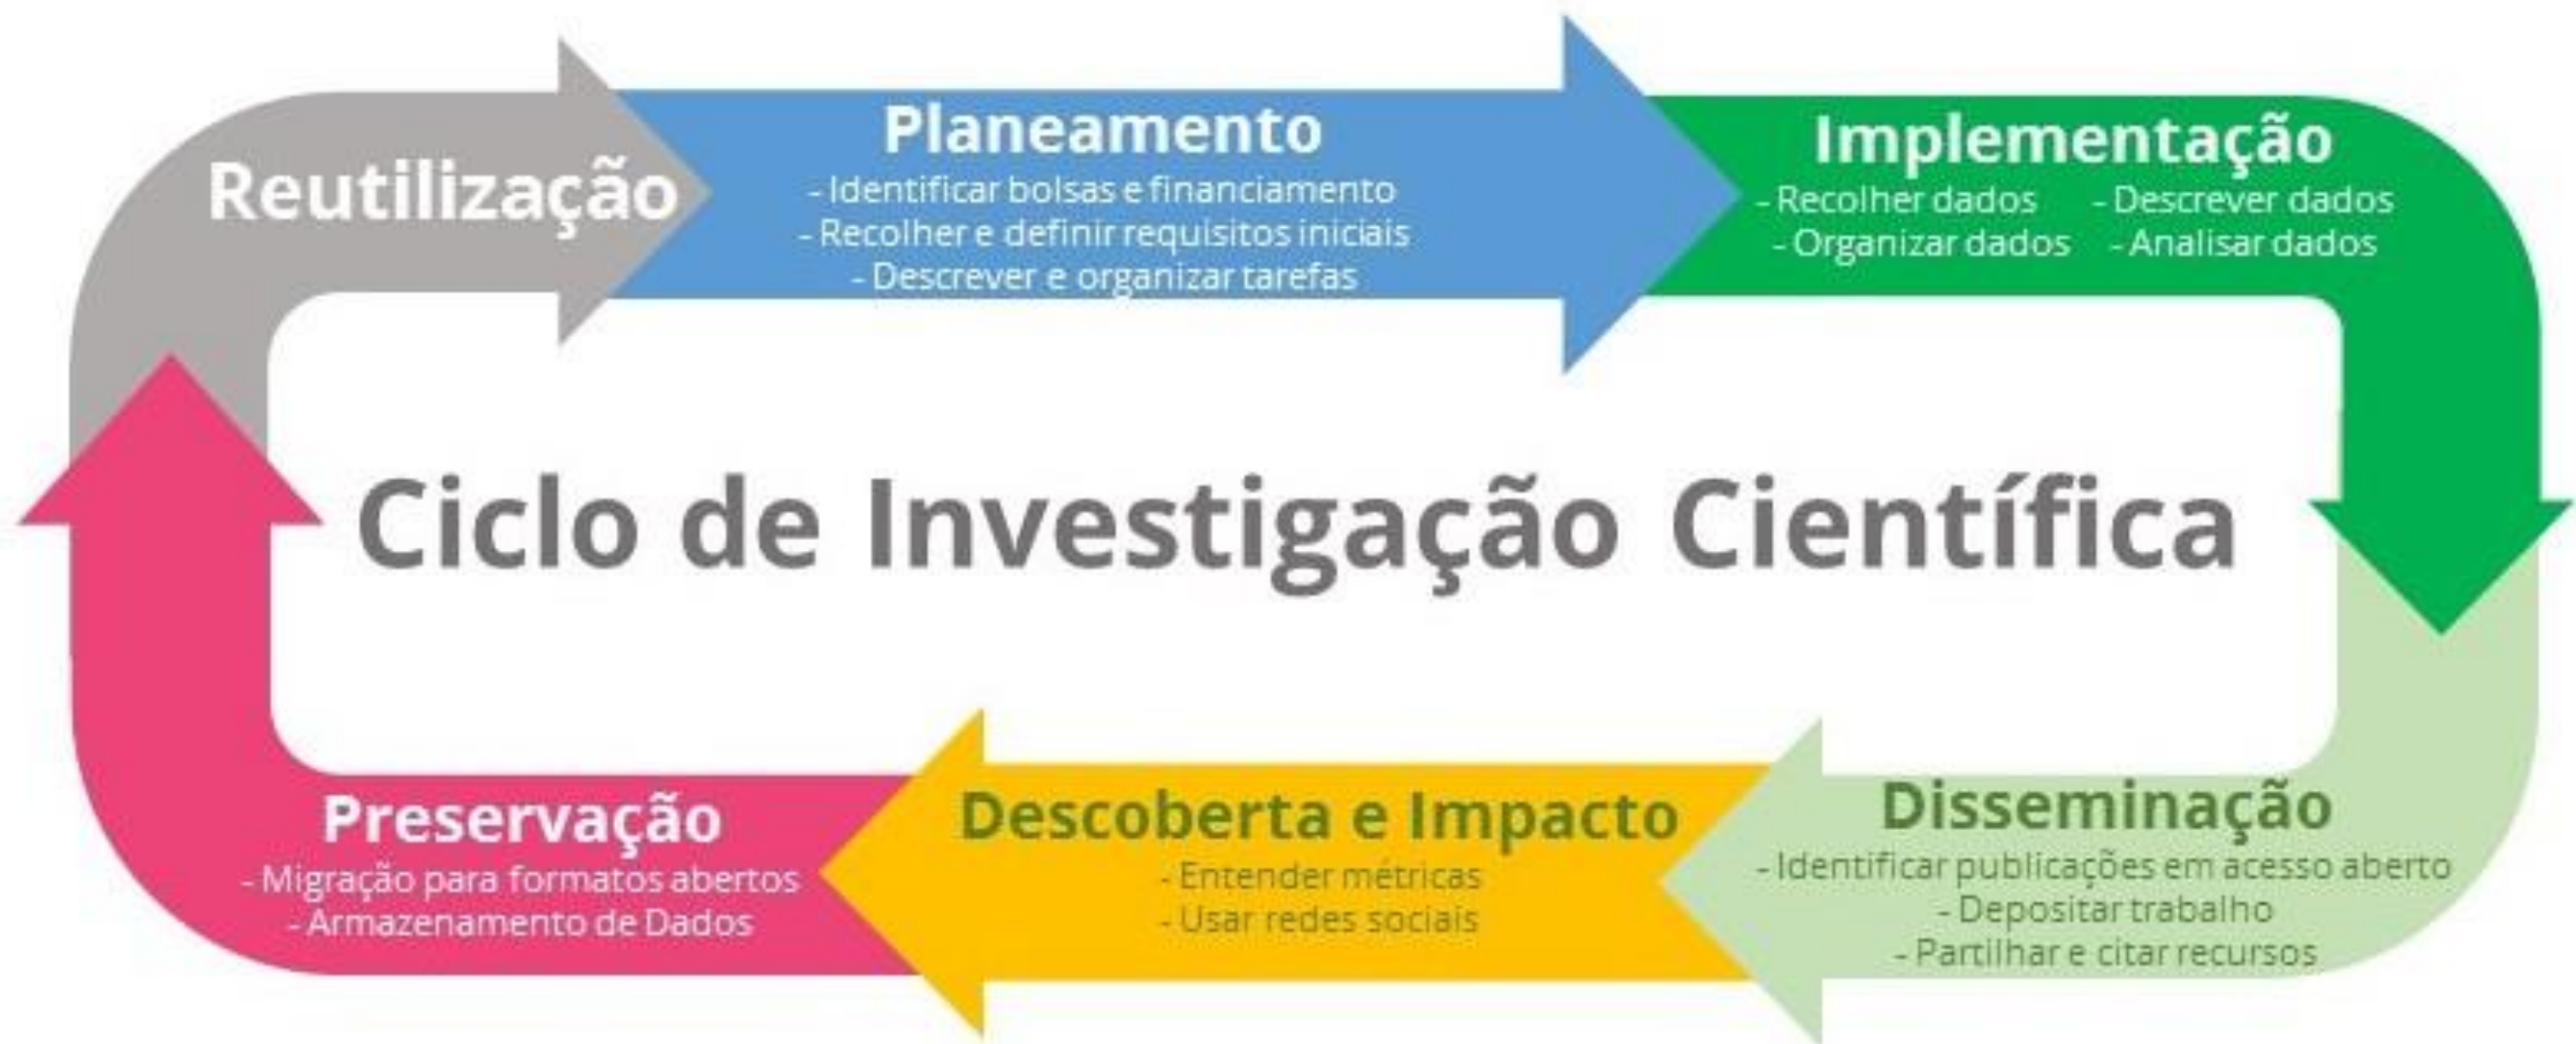 Reutilização
Planeamento
- Identificar bolsas e financiamento
- Recolher e definir requisitos iniciais
- Descrever e organizar tarefas
Implementação
- Recolher dados - Descrever dados
- Organizar dados - Analisar dados
Ciclo de Investigação Científica
Disseminação
- Identificar publicações em acesso aberto
- Depositar trabalho
- Partilhar e citar recursos
Descoberta e Impacto
- Entender métricas
- Usar redes sociais
Preservação
- Migração para formatos abertos
- Armazenamento de Dados